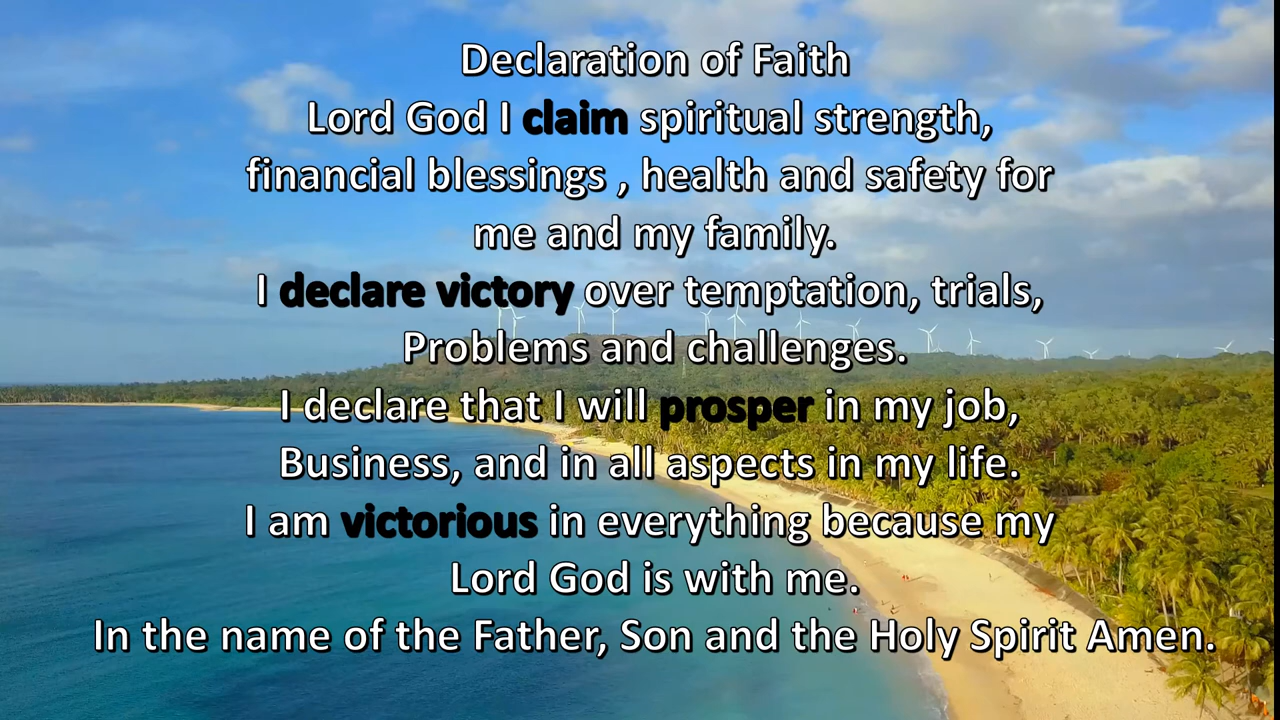 Declaration of Faith
Lord God I claim spiritual strength,
financial blessings , health and safety for
me and my family.
I declare victory over temptation, trials,
Problems and challenges.
I declare that I will prosper in my job,
Business, and in all aspects in my life.
I am victorious in everything because my
Lord God is with me.
In the name of the Father, Son and the Holy Spirit Amen.